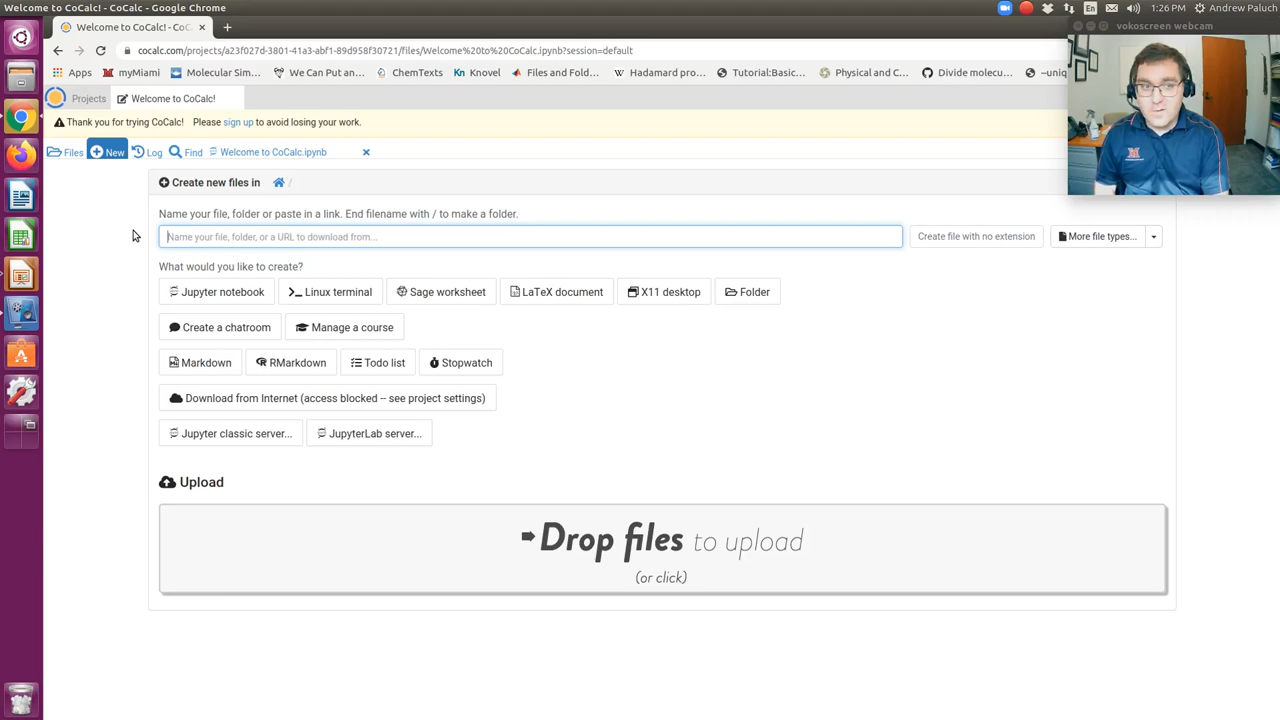 Welcome to CoCalc! - CoCalc - Google Chrome
En
1:26 PM
Andrew Paluch
Welcome to CoCalc! - CoC
vokoscreen webcam
cocalc.com/projects/a23f027d-3801-41a3-abf1-89d958f30721/files/Welcome%20to%20CoCalc.ipynb?session=default
Apps
myMiami
Molecular Sim...
We Can Put an...
ChemTexts
Kn Knovel
Files and Fold...
W Hadamard pro...
Tutorial:Basic...
Physical and C...
Divide molecu...
--uniq
Projects
Welcome to CoCalc!
Thank you for trying CoCalc! Please sign up to avoid losing your work.
Files
New
Log
Find
Welcome to CoCalc.ipynb
Create new files in /
Name your file, folder or paste in a link. End filename with / to make a folder.
Name your file, folder, or a URL to download from...
Create file with no extension
More file types...
What would you like to create?
Jupyter notebook
Linux terminal
Sage worksheet
LaTeX document
X11 desktop
Folder
Create a chatroom
Manage a course
Markdown
RMarkdown
Todo list
Stopwatch
Download from Internet (access blocked -- see project settings)
Jupyter classic server...
JupyterLab server...
Upload
Drop files to upload
(or click)